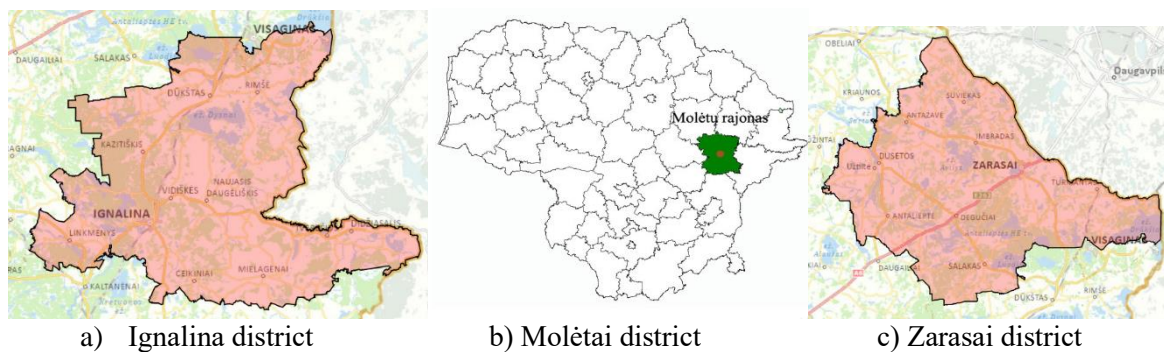 VISAGINAS
DAUGAILIAI
SALAKAS
DŪKŠTAS
RIMŠĖ
KAZITIŠKIS
VIDIŠKĖS
NAUJASIS
DAUGĖLIŠKIS
IGNALINA
LINKMENYS
DIDŽIASALIS
CEIKINIAI
MIELAGĖNAI
KALTANĖNAI
Molėtų rajonas
OBELIAI
Daugavpils
KRIAUNOS
SUVIEKAS
ANTAZAVĖ
IMBRADAS
DUSETOS
ZARASAI
Užpite
TURMANTAS
ANTALIEPTĖ
DEGUČIAI
VISAGINAS
DAUGAILIAI
SALAKAS
DŪKŠTAS
RIMŠĖ
a) Ignalina district
b) Molėtai district
c) Zarasai district